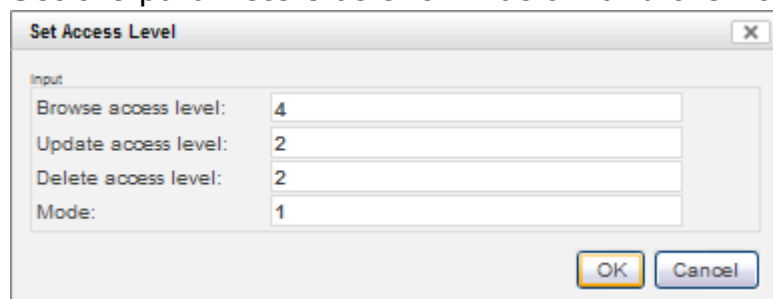 Set Access Level
Input
Browse access level: 4
Update access level: 2
Delete access level: 2
Mode: 1
OK Cancel